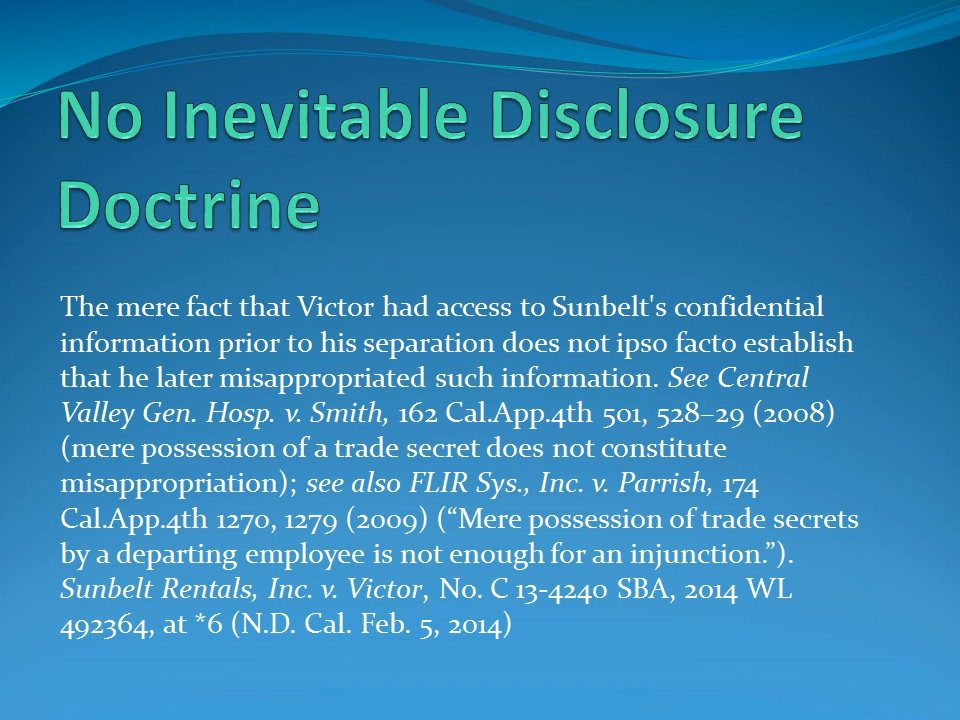 No Inevitable Disclosure
Doctrine
The mere fact that Victor had access to Sunbelt's confidential
information prior to his separation does not ipso facto establish
that he later misappropriated such information. See Central
Valley Gen. Hosp. v. Smith, 162 Cal.App.4th 501, 528–29 (2008)
(mere possession of a trade secret does not constitute
misappropriation); see also FLIR Sys., Inc. v. Parrish, 174
Cal.App.4th 1270, 1279 (2009) (“Mere possession of trade secrets
by a departing employee is not enough for an injunction.”).
Sunbelt Rentals, Inc. v. Victor, No. C 13-4240 SBA, 2014 WL
492364, at *6 (N.D. Cal. Feb. 5, 2014)